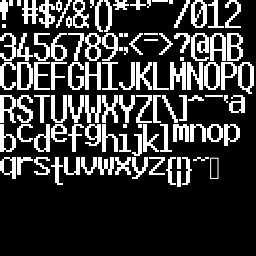 !"#$%&'()*+,-./012
3456789:;<=>?@AB
CDEFGHIJKLMNOPQ
RSTUVWXYZ[\]^_`a
bcdefghijklmnop
qrstuvwxyz{|}~